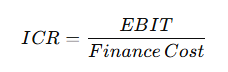 ICR = EBIT / Finance Cost